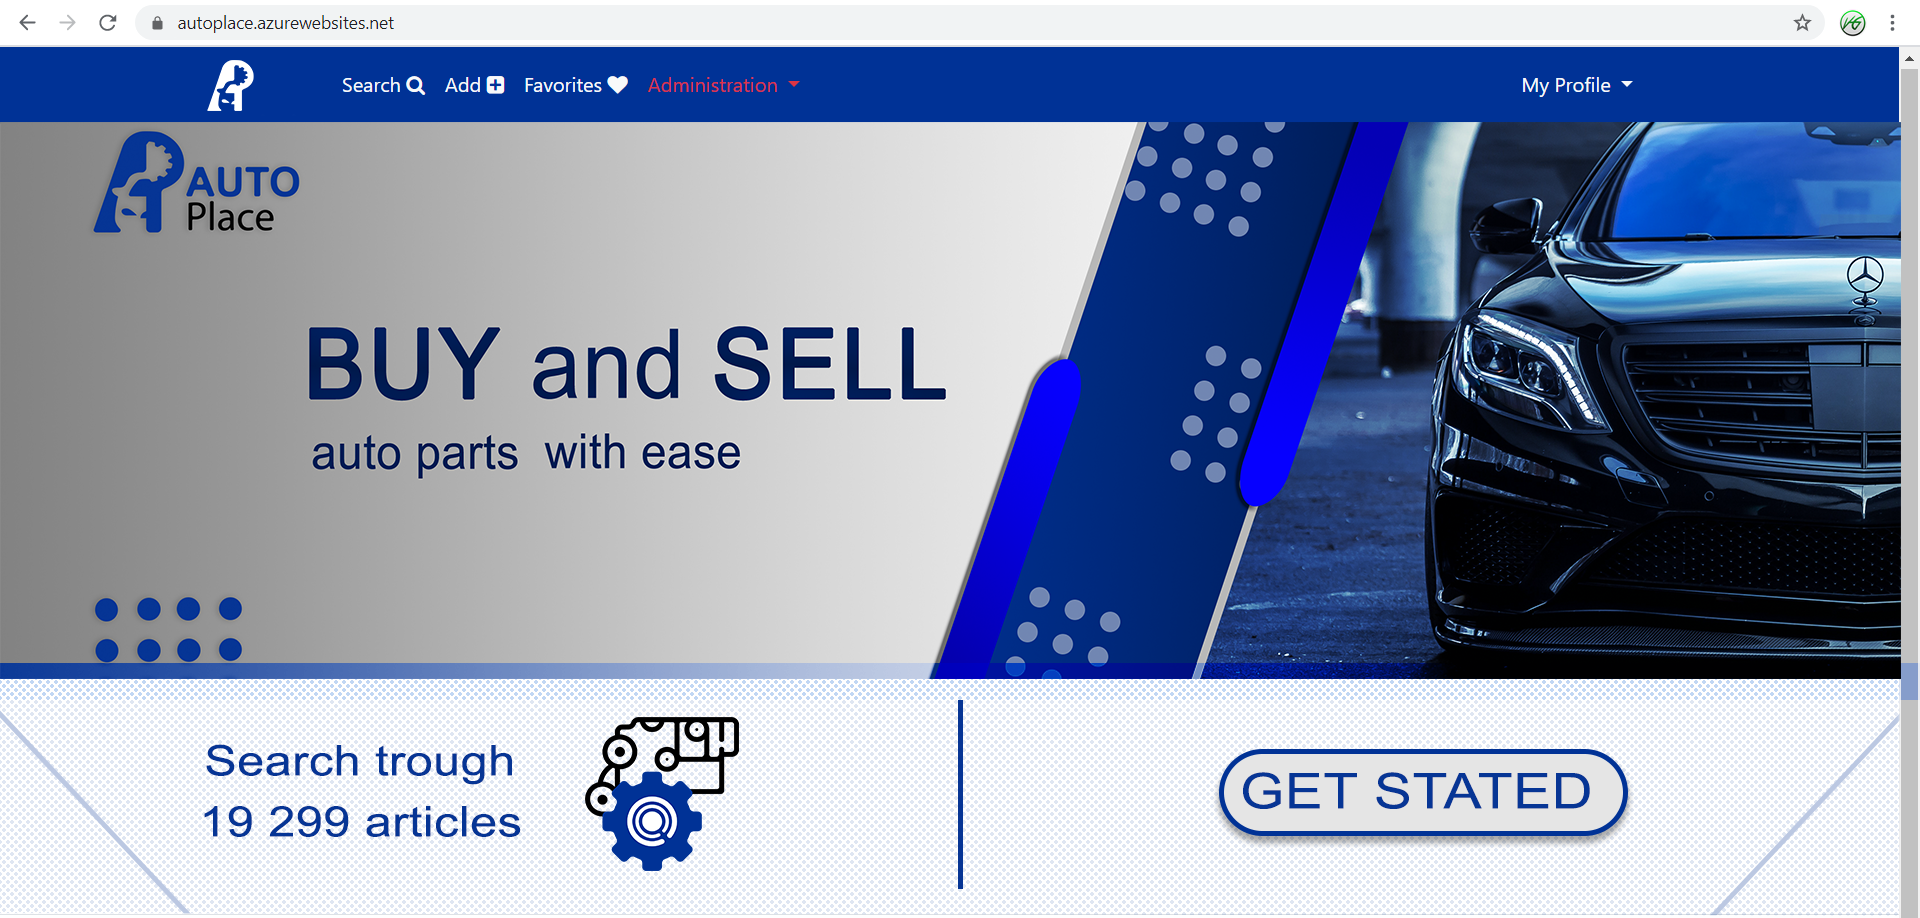 autoplace.azurewebsites.net
Search Add Favorites Administration My Profile
AUTO
Place
BUY and SELL
auto parts with ease
Search trough
19 299 articles
GET STATED